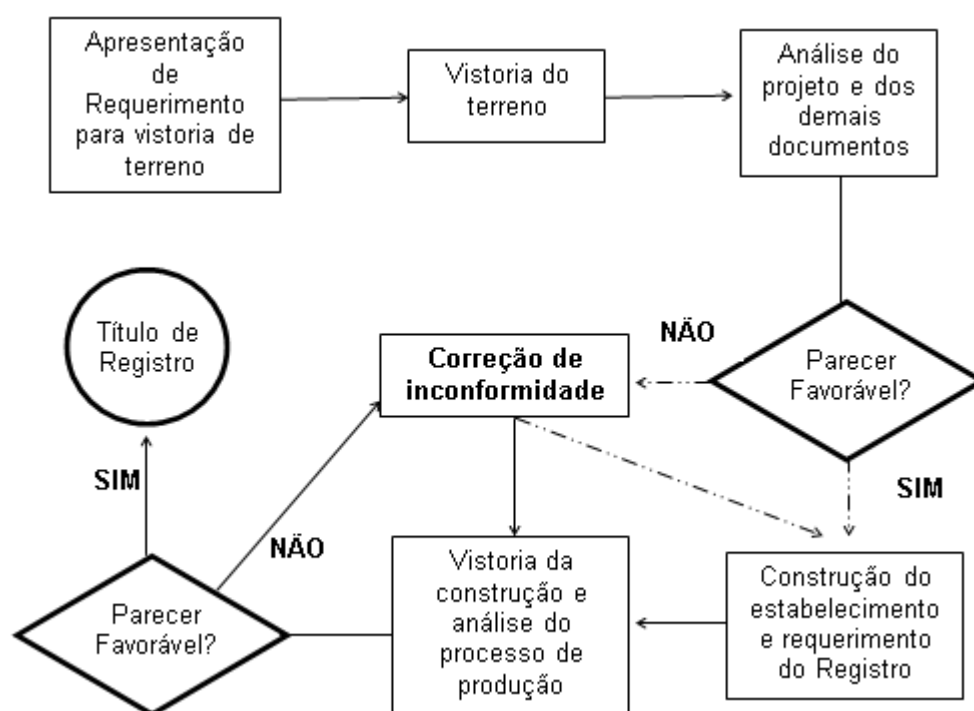 Apresentação
de
Requerimento
para vistoria de
terreno
Vistoria do
terreno
Análise do
projeto e dos
demais
documentos
Parecer
Favorável?
NÄO
SIM
Correção de
inconformidade
Construção do
estabelecimento
e requerimento
do Registro
Vistoria da
construção e
análise do
processo de
produção
Parecer
Favorável?
NÄO
SIM
Título de
Registro